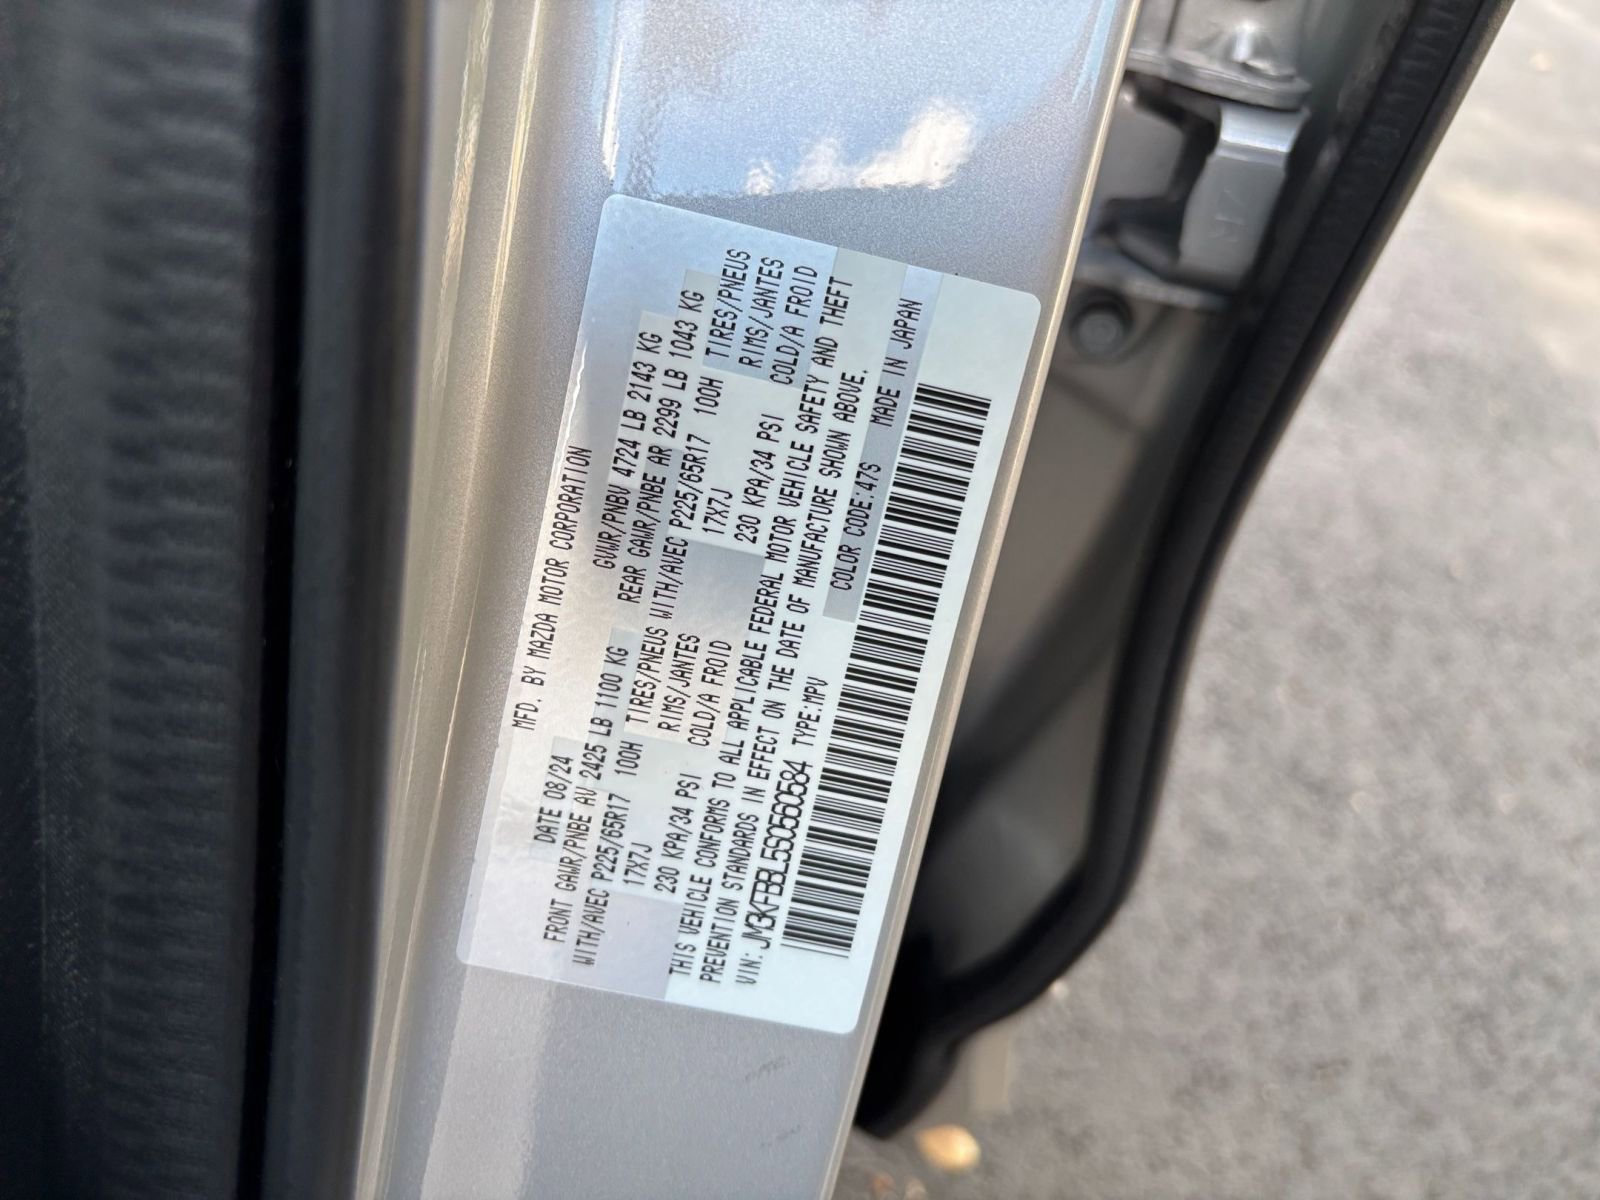 MFD. BY MAZDA MOTOR CORPORATION
DATE 08/24 GVWR/PNBV 4724 LB 2143 KG
FRONT GAWR/PNBE AV 2425 LB 1100 KG REAR GAWR/PNBE AR 2299 LB 1043 KG
WITH/AVEC P225/65R17 100H TIRES/PNEUS WITH/AVEC P225/65R17 100H TIRES/PNEUS
17X7J RIMS/JANTES 17X7J RIMS/JANTES
230 KPA/34 PSI COLD/A FROID 230 KPA/34 PSI COLD/A FROID
THIS VEHICLE CONFORMS TO ALL APPLICABLE FEDERAL MOTOR VEHICLE SAFETY AND THEFT
PREVENTION STANDARDS IN EFFECT ON THE DATE OF MANUFACTURE SHOWN ABOVE.
VIN: JM3KFBBL5S0560584 TYPE:MPV COLOR CODE:47S MADE IN JAPAN